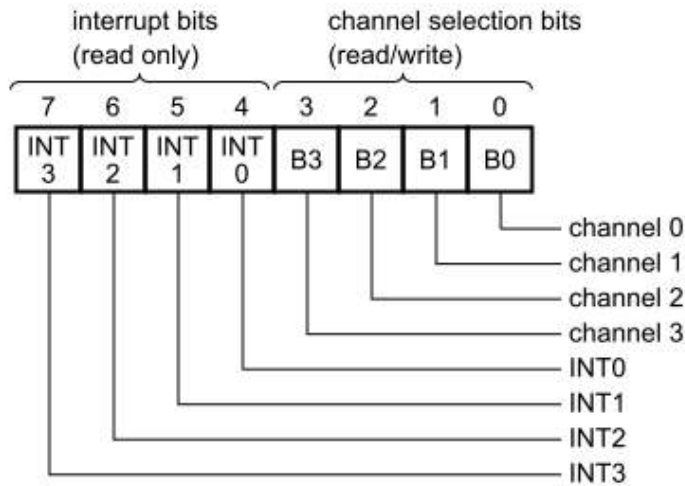 interrupt bits channel selection bits
(read only) (read/write)
7 6 5 4 3 2 1 0
INT INT INT INT B3 B2 B1 B0
3 2 1 0
channel 0
channel 1
channel 2
channel 3
INT0
INT1
INT2
INT3